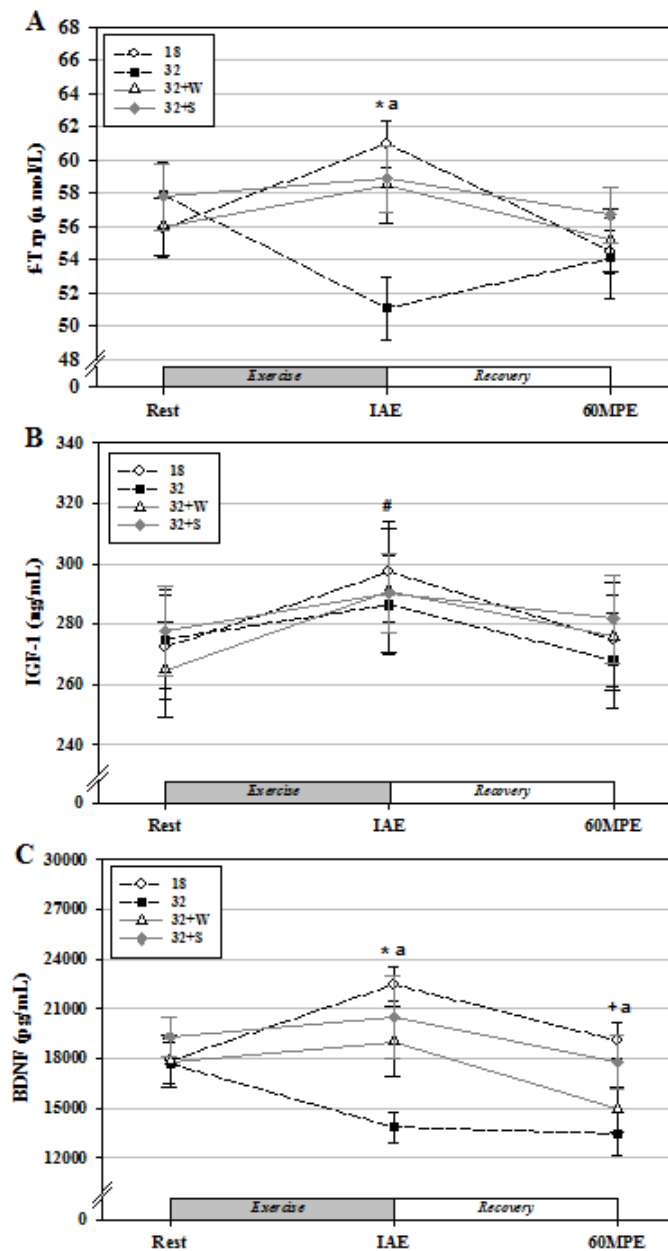 A
68
66
64
62
60
58
56
54
52
50
48
0
f-Trp (μ mol/L)
18
32
32+W
32+S
* a
Exercise
Recovery
Rest
IAE
60MPE
B
340
320
300
280
260
240
0
IGF-1 (ng/mL)
18
32
32+W
32+S
#
Exercise
Recovery
Rest
IAE
60MPE
C
30000
27000
24000
21000
18000
15000
12000
0
BDNF (pg/mL)
18
32
32+W
32+S
* a
+ a
Exercise
Recovery
Rest
IAE
60MPE